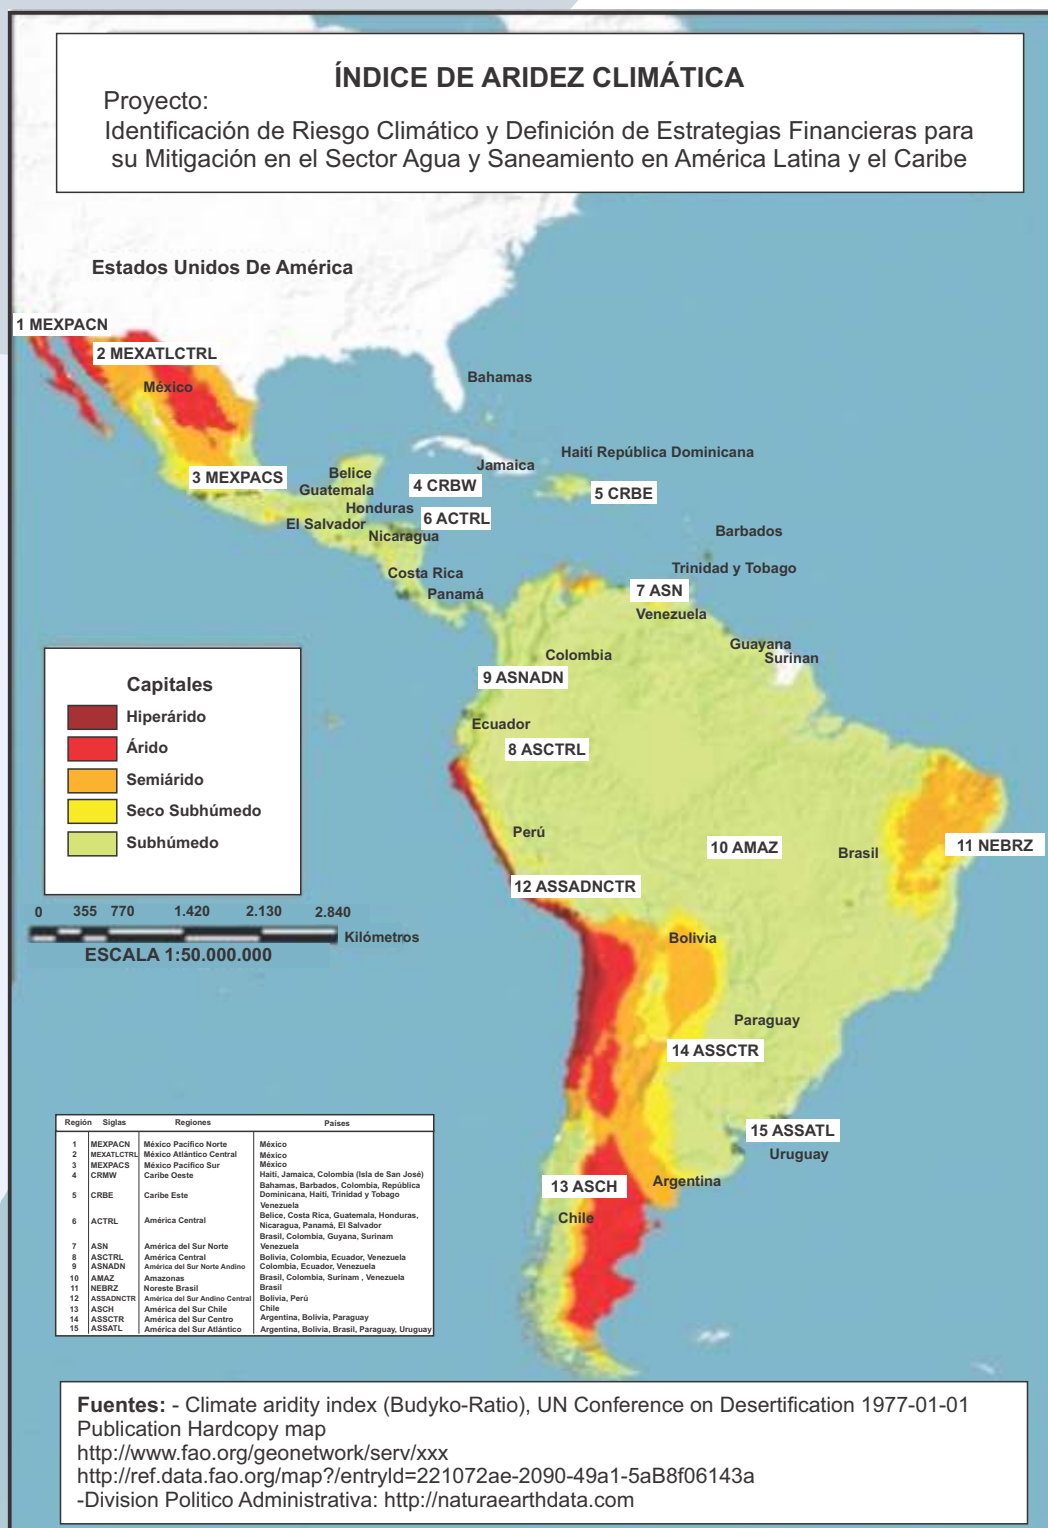 ÍNDICE DE ARIDEZ CLIMÁTICA
Proyecto:
Identificación de Riesgo Climático y Definición de Estrategias Financieras para
su Mitigación en el Sector Agua y Saneamiento en América Latina y el Caribe
Estados Unidos De América
1 MEXPACN
2 MEXATLCTRL
México
Bahamas
Haití República Dominicana
Jamaica
3 MEXPACS
Belice
4 CRBW
5 CRBE
Guatemala
Honduras
6 ACTRL
El Salvador
Nicaragua
Barbados
Costa Rica
Trinidad y Tobago
Panamá
7 ASN
Venezuela
Guayana
Colombia
Surinan
9 ASNADN
Ecuador
8 ASCTRL
Perú
10 AMAZ
Brasil
11 NEBRZ
12 ASSADNCTR
Bolivia
Paraguay
14 ASSCTR
15 ASSATL
Uruguay
13 ASCH
Argentina
Chile
Capitales
Hiperárido
Árido
Semiárido
Seco Subhúmedo
Subhúmedo
0 355 770 1.420 2.130 2.840
Kilómetros
ESCALA 1:50.000.000
Región Siglas Regiones Países
1 MEXPACN México Pacífico Norte México
2 MEXATLCTRL México Atlántico Central México
3 MEXPACS México Pacífico Sur México
4 CRMW Caribe Oeste Haití, Jamaica, Colombia (Isla de San José)
5 CRBE Caribe Este Bahamas, Barbados, Colombia, República
Dominicana, Haiti, Trinidad y Tobago
Venezuela
6 ACTRL América Central Belice, Costa Rica, Guatemala, Honduras,
Nicaragua, Panamá, El Salvador
7 ASN América del Sur Norte Brasil, Colombia, Guyana, Surinam
Venezuela
8 ASCTRL América Central Bolivia, Colombia, Ecuador, Venezuela
9 ASNADN América del Sur Norte Andino Colombia, Ecuador, Venezuela
10 AMAZ Amazonas Brasil, Colombia, Surinam , Venezuela
11 NEBRZ Noreste Brasil Brasil
12 ASSADNCTR América del Sur Andino Central Bolivia, Perú
13 ASCH América del Sur Chile Chile
14 ASSCTR América del Sur Centro Argentina, Bolivia, Paraguay
15 ASSATL América del Sur Atlántico Argentina, Bolivia, Brasil, Paraguay, Uruguay
Fuentes: - Climate aridity index (Budyko-Ratio), UN Conference on Desertification 1977-01-01
Publication Hardcopy map
http://www.fao.org/geonetwork/serv/xxx
http://ref.data.fao.org/map?/entryld=221072ae-2090-49a1-5aB8f06143a
-Division Politico Administrativa: http://naturaearthdata.com